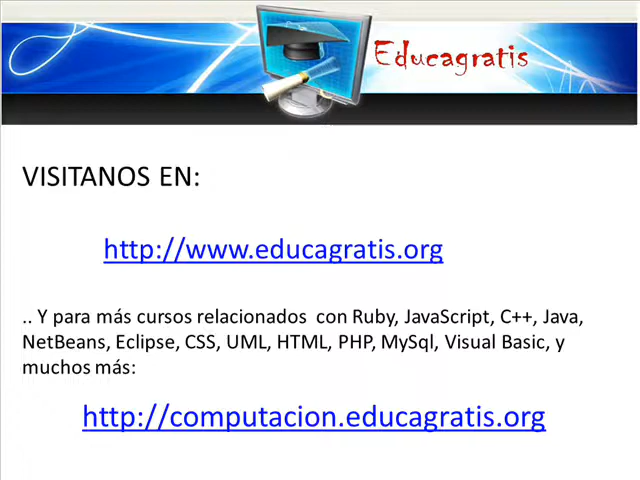 Educagratis
VISITANOS EN:
http://www.educagratis.org
.. Y para más cursos relacionados con Ruby, JavaScript, C++, Java,
NetBeans, Eclipse, CSS, UML, HTML, PHP, MySql, Visual Basic, y
muchos más:
http://computacion.educagratis.org